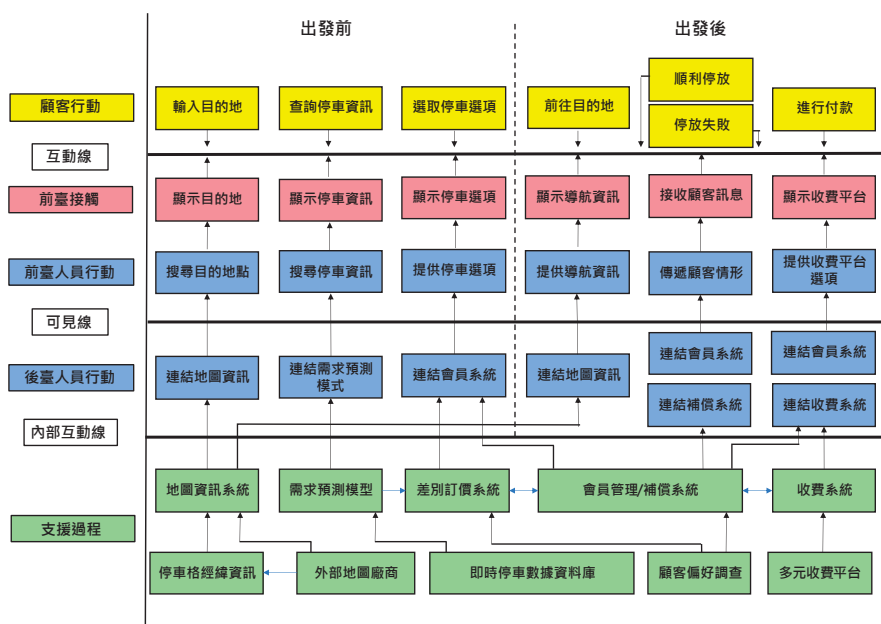 出發前
出發後
顧客行動
輸入目的地
查詢停車資訊
選取停車選項
前往目的地
順利停放
停放失敗
進行付款
互動線
前臺接觸
顯示目的地
顯示停車資訊
顯示停車選項
顯示導航資訊
接收顧客訊息
顯示收費平台
前臺人員行動
搜尋目的地點
搜尋停車資訊
提供停車選項
提供導航資訊
傳遞顧客情形
提供收費平台
選項
可見線
後臺人員行動
連結地圖資訊
連結需求預測
模式
連結會員系統
連結地圖資訊
連結會員系統
連結補償系統
連結會員系統
連結收費系統
內部互動線
地圖資訊系統
需求預測模型
差別訂價系統
會員管理/補償系統
收費系統
支援過程
停車格經緯資訊
外部地圖廠商
即時停車數據資料庫
顧客偏好調查
多元收費平台